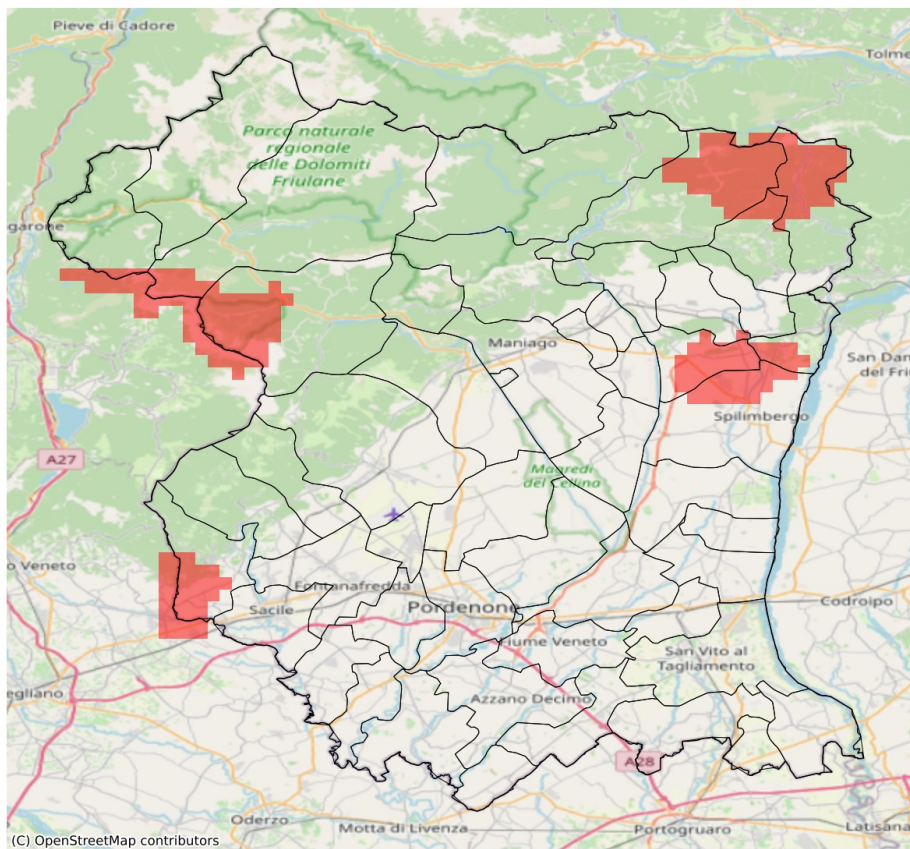 Pieve di Cadore
Tolme
Parco naturale
regionale
delle Dolomiti
Friulane
garone
Maniago
San Dan
del Fri
Spilimbergo
A27
Magredi
del Cellina
o Veneto
Fontanafredda
Sacile
Pordenone
Codroipo
Fiume Veneto
San Vito al
Tagliamento
egliano
Azzano Decimo
A28
Oderzo
Motta di Livenza
Portogruaro
Latisana
(C) OpenStreetMap contributors